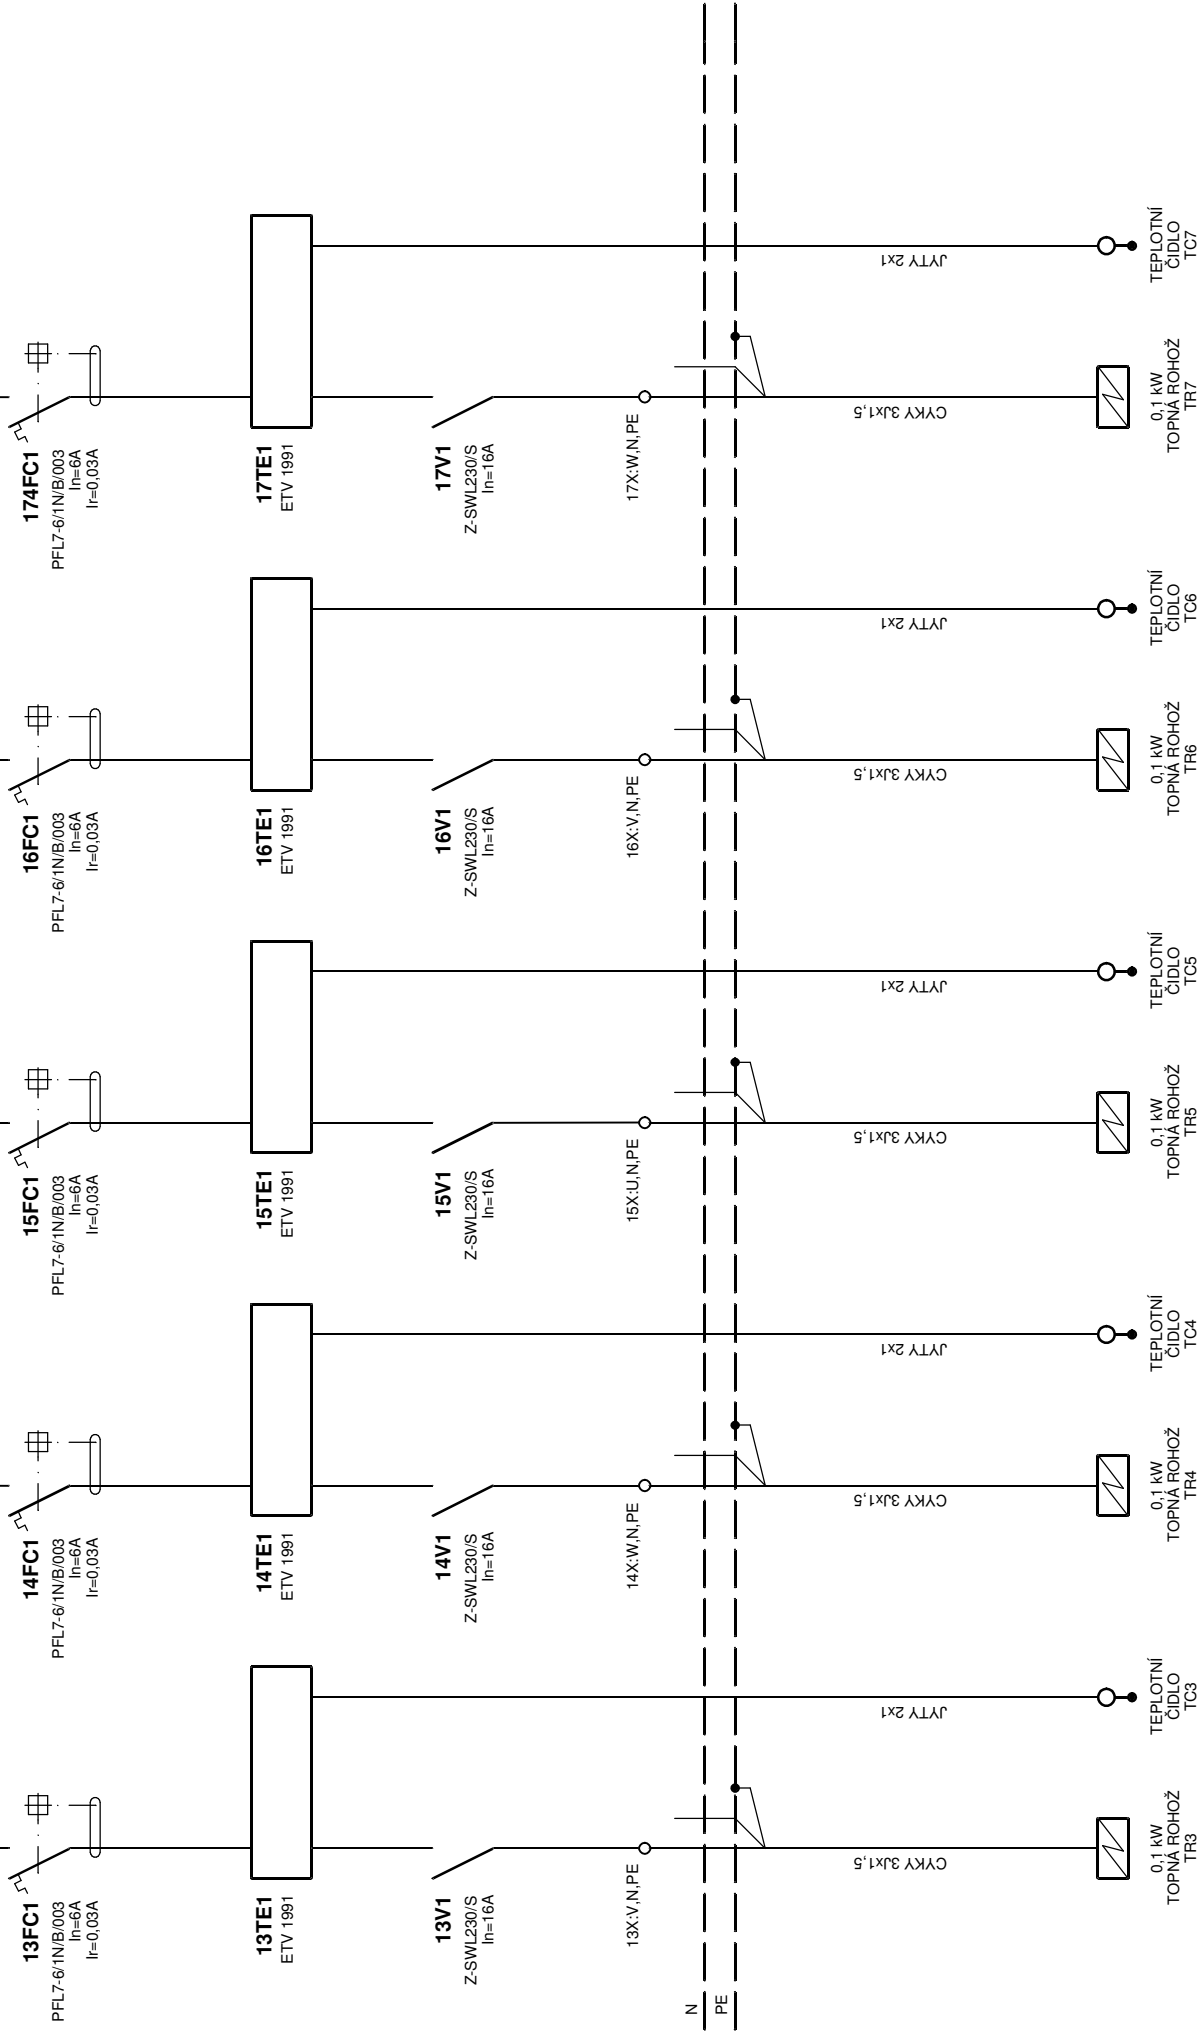 13FC1
PFL7-6/1N/B/003
In=6A
Ir=0,03A
13TE1
ETV 1991
13V1
Z-SWL230/S
In=16A
13X:V,N,PE
N
PE
CYKY 3Jx1,5
JYTY 2x1
0,1 kW
TOPNÁ ROHOŽ
TR3
TEPLOTNÍ
ČIDLO
TC3
14FC1
PFL7-6/1N/B/003
In=6A
Ir=0,03A
14TE1
ETV 1991
14V1
Z-SWL230/S
In=16A
14X:W,N,PE
CYKY 3Jx1,5
JYTY 2x1
0,1 kW
TOPNÁ ROHOŽ
TR4
TEPLOTNÍ
ČIDLO
TC4
15FC1
PFL7-6/1N/B/003
In=6A
Ir=0,03A
15TE1
ETV 1991
15V1
Z-SWL230/S
In=16A
15X:U,N,PE
CYKY 3Jx1,5
JYTY 2x1
0,1 kW
TOPNÁ ROHOŽ
TR5
TEPLOTNÍ
ČIDLO
TC5
16FC1
PFL7-6/1N/B/003
In=6A
Ir=0,03A
16TE1
ETV 1991
16V1
Z-SWL230/S
In=16A
16X:V,N,PE
CYKY 3Jx1,5
JYTY 2x1
0,1 kW
TOPNÁ ROHOŽ
TR6
TEPLOTNÍ
ČIDLO
TC6
174FC1
PFL7-6/1N/B/003
In=6A
Ir=0,03A
17TE1
ETV 1991
17V1
Z-SWL230/S
In=16A
17X:W,N,PE
CYKY 3Jx1,5
JYTY 2x1
0,1 kW
TOPNÁ ROHOŽ
TR7
TEPLOTNÍ
ČIDLO
TC7